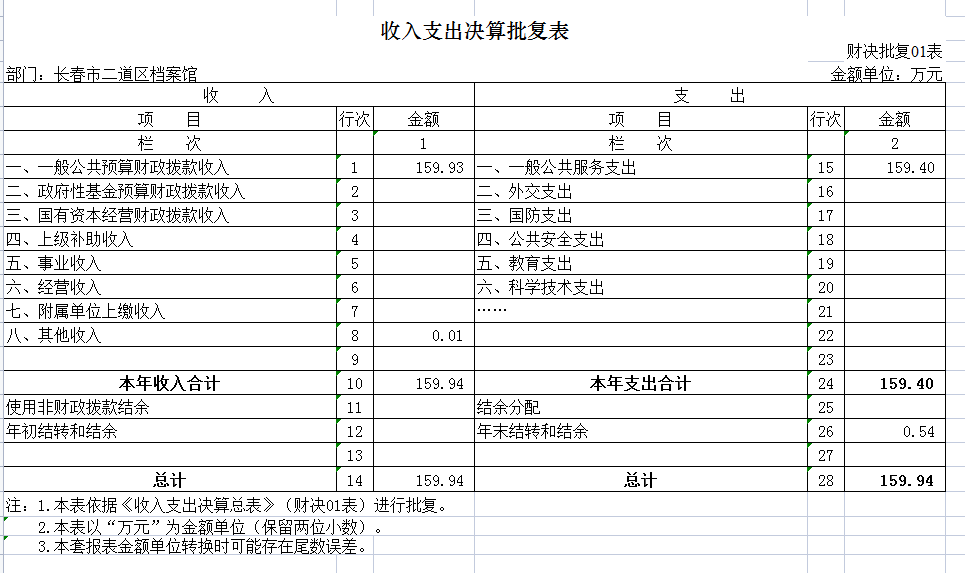 收入支出决算批复表
财决批复01表
部门：长春市二道区档案馆 金额单位：万元
收 入 支 出
项 目 行次 金额 项 目 行次 金额
栏 次 1 栏 次 2
一、一般公共预算财政拨款收入 1 159.93 一、一般公共服务支出 15 159.40
二、政府性基金预算财政拨款收入 2 二、外交支出 16
三、国有资本经营财政拨款收入 3 三、国防支出 17
四、上级补助收入 4 四、公共安全支出 18
五、事业收入 5 五、教育支出 19
六、经营收入 6 六、科学技术支出 20
七、附属单位上缴收入 7 …… 21
八、其他收入 8 0.01 22
9 23
本年收入合计 10 159.94 本年支出合计 24 159.40
使用非财政拨款结余 11 结余分配 25
年初结转和结余 12 年末结转和结余 26 0.54
13 27
总计 14 159.94 总计 28 159.94
注：1.本表依据《收入支出决算总表》（财决01表）进行批复。
2.本表以“万元”为金额单位（保留两位小数）。
3.本套报表金额单位转换时可能存在尾数误差。